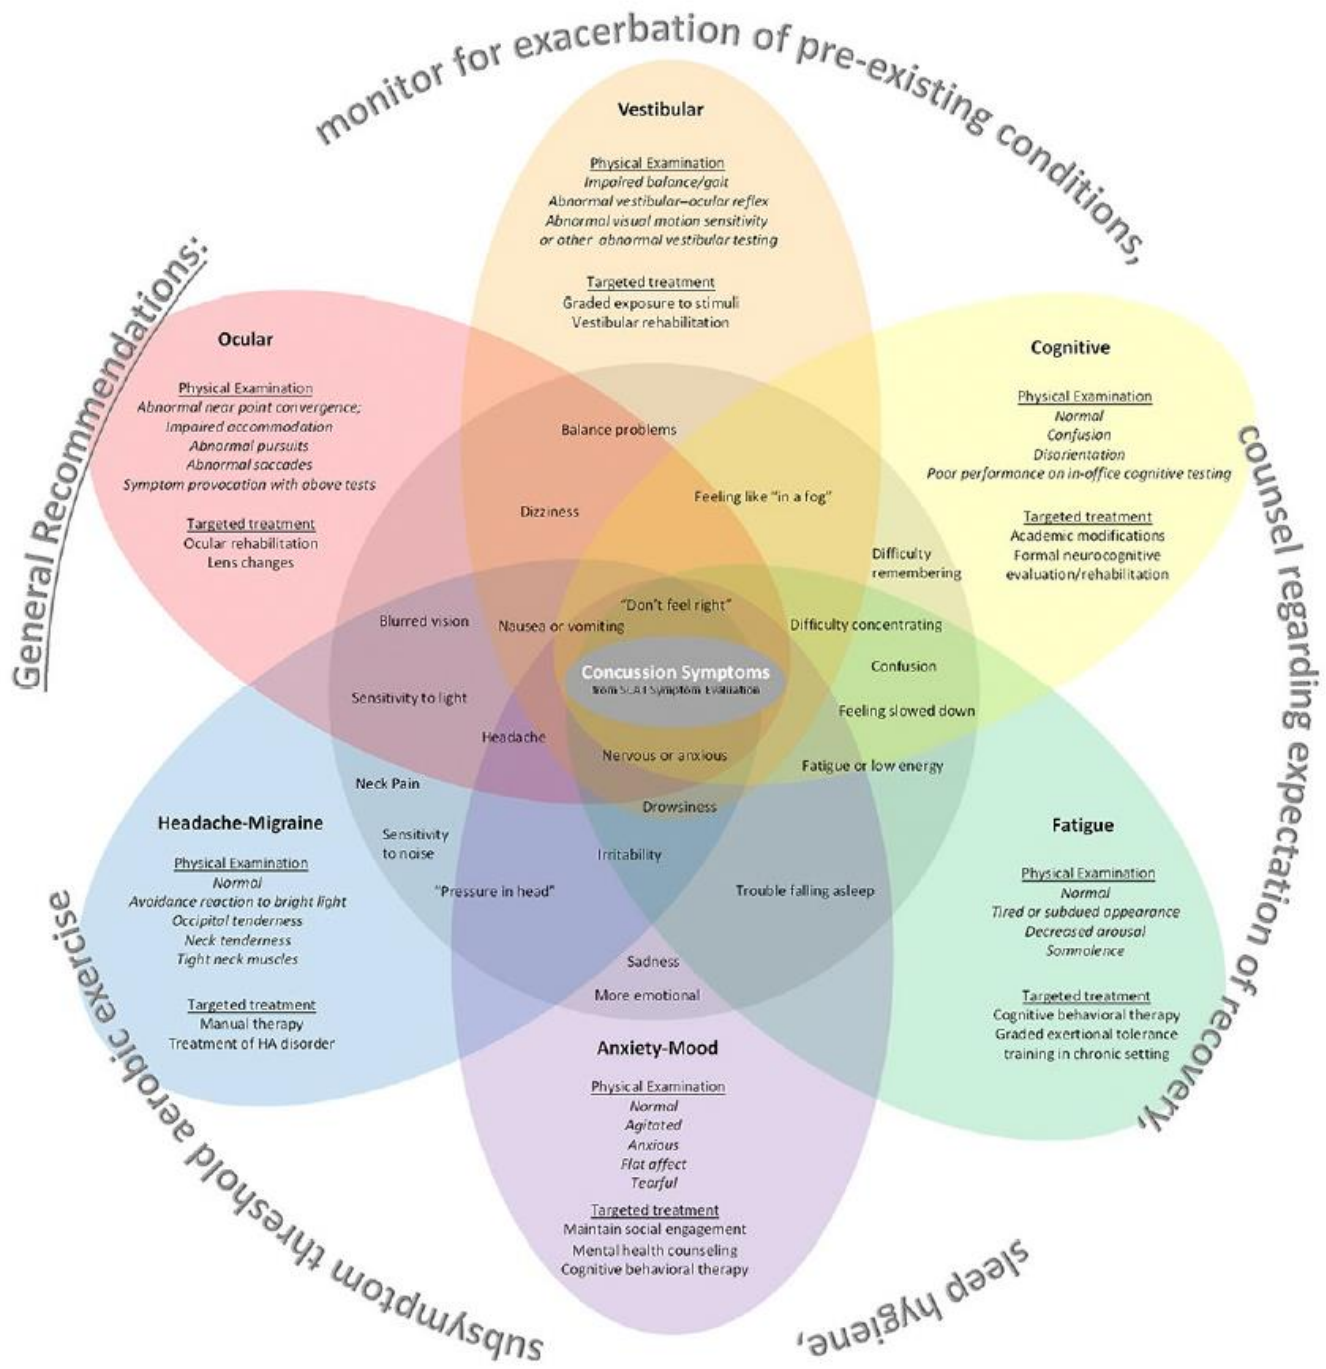 General Recommendations:
monitor for exacerbation of pre-existing conditions,
counsel regarding expectation of recovery,
sleep hygiene,
subsymptom threshold aerobic exercise
Vestibular
Physical Examination
Impaired balance/gait
Abnormal vestibular–ocular reflex
Abnormal visual motion sensitivity
or other abnormal vestibular testing
Targeted treatment
Graded exposure to stimuli
Vestibular rehabilitation
Ocular
Physical Examination
Abnormal near point convergence;
Impaired accommodation
Abnormal pursuits
Abnormal saccades
Symptom provocation with above tests
Targeted treatment
Ocular rehabilitation
Lens changes
Cognitive
Physical Examination
Normal
Confusion
Disorientation
Poor performance on in-office cognitive testing
Targeted treatment
Academic modifications
Formal neurocognitive
evaluation/rehabilitation
Balance problems
Feeling like "in a fog"
Dizziness
Difficulty
remembering
"Don't feel right"
Blurred vision
Nausea or vomiting
Difficulty concentrating
Concussion Symptoms
from SCAT Symptom Evaluation
Confusion
Sensitivity to light
Feeling slowed down
Headache
Nervous or anxious
Fatigue or low energy
Neck Pain
Drowsiness
Sensitivity
to noise
Irritability
"Pressure in head"
Trouble falling asleep
Sadness
More emotional
Headache-Migraine
Physical Examination
Normal
Avoidance reaction to bright light
Occipital tenderness
Neck tenderness
Tight neck muscles
Targeted treatment
Manual therapy
Treatment of HA disorder
Fatigue
Physical Examination
Normal
Tired or subdued appearance
Decreased arousal
Somnolence
Targeted treatment
Cognitive behavioral therapy
Graded exertional tolerance
training in chronic setting
Anxiety-Mood
Physical Examination
Normal
Agitated
Anxious
Flat affect
Tearful
Targeted treatment
Maintain social engagement
Mental health counseling
Cognitive behavioral therapy